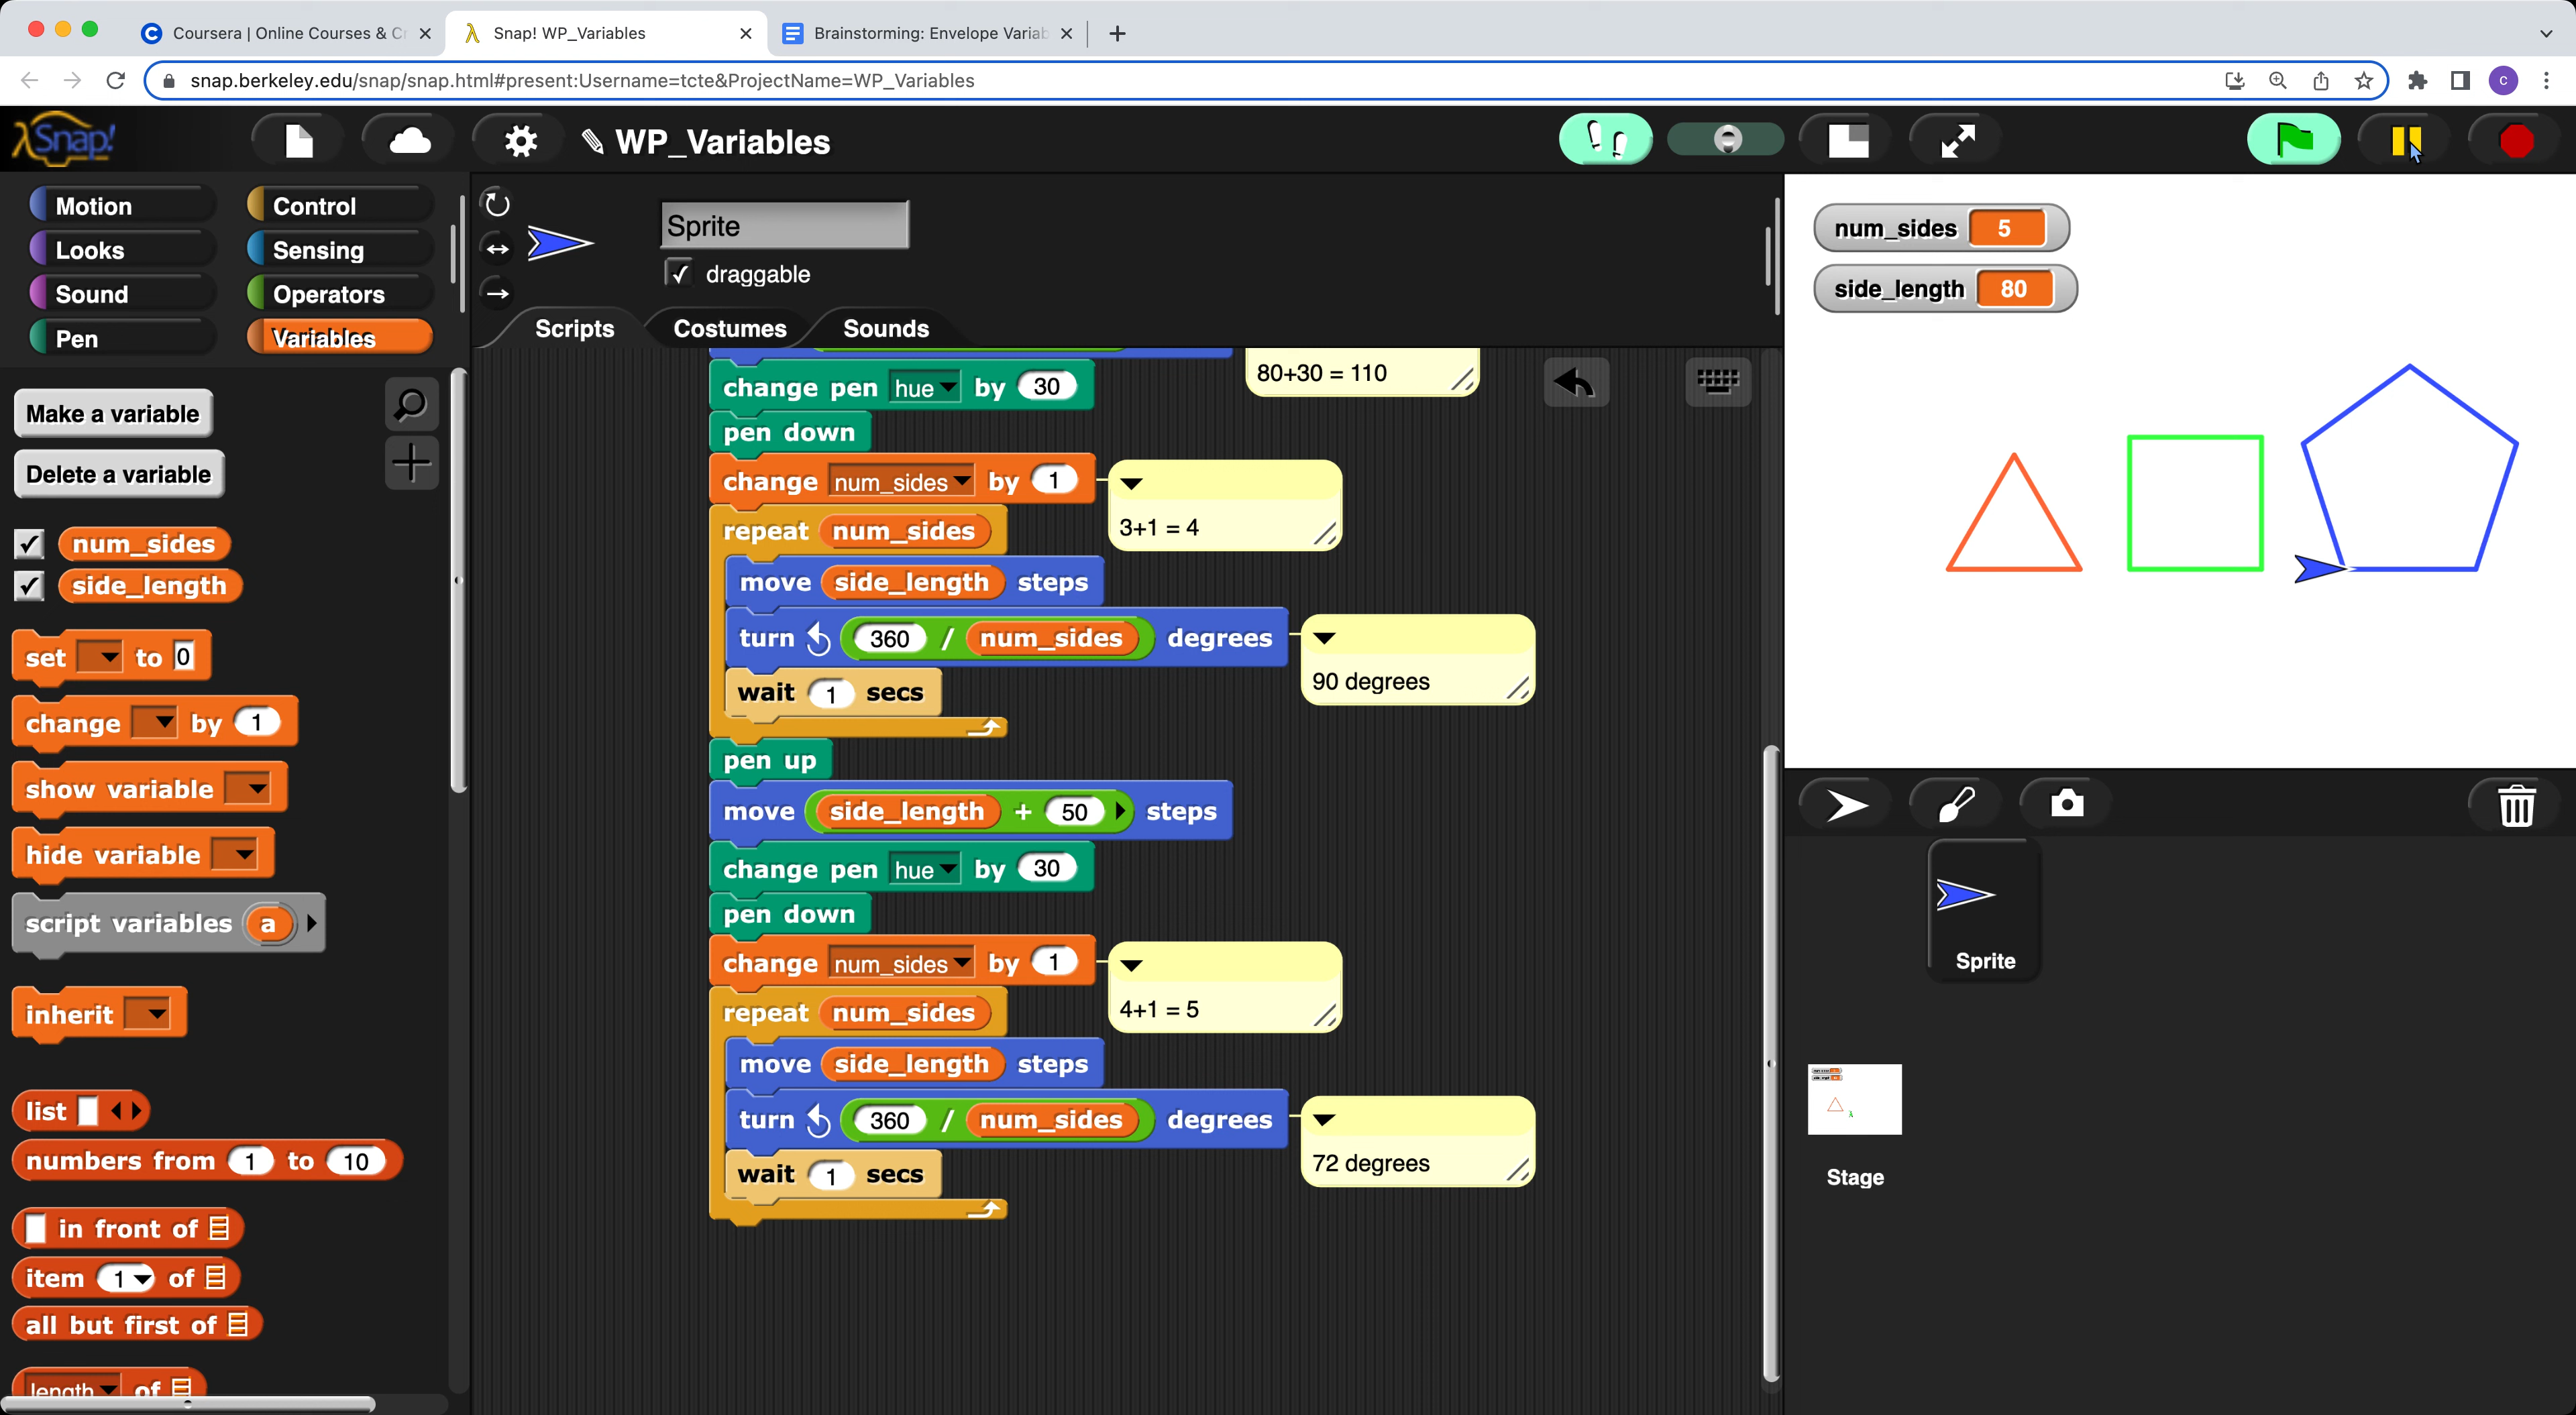 Coursera | Online Courses & Cr
Snap! WP_Variables
Brainstorming: Envelope Variab
snap.berkeley.edu/snap/snap.html#present:Username=tcte&ProjectName=WP_Variables
C
Snap!
WP_Variables
Motion
Control
Looks
Sensing
Sound
Operators
Pen
Variables
Make a variable
Delete a variable
num_sides
side_length
set to 0
change by 1
show variable
hide variable
script variables a
inherit
list
numbers from 1 to 10
in front of
item 1 of
all but first of
length of
Sprite
draggable
Scripts
Costumes
Sounds
80+30 = 110
change pen hue by 30
pen down
change num_sides by 1
3+1 = 4
repeat num_sides
move side_length steps
turn 360 / num_sides degrees
90 degrees
wait 1 secs
pen up
move side_length + 50 steps
change pen hue by 30
pen down
change num_sides by 1
4+1 = 5
repeat num_sides
move side_length steps
turn 360 / num_sides degrees
72 degrees
wait 1 secs
num_sides 5
side_length 80
Sprite
Stage